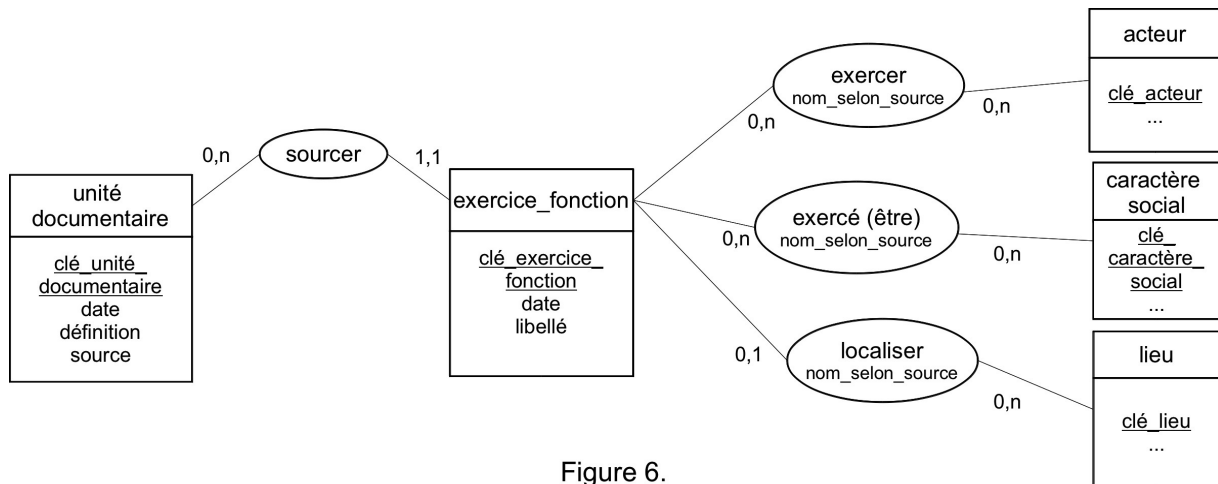 unité
documentaire
clé_unité_
documentaire
date
définition
source
0,n
sourcer
1,1
exercice_fonction
clé_exercice_
fonction
date
libellé
0,n
exercer
nom_selon_source
0,n
acteur
clé_acteur
...
0,n
exercé (être)
nom_selon_source
0,n
caractère
social
clé_
caractère_
social
...
0,1
localiser
nom_selon_source
0,n
lieu
clé_lieu
...
Figure 6.